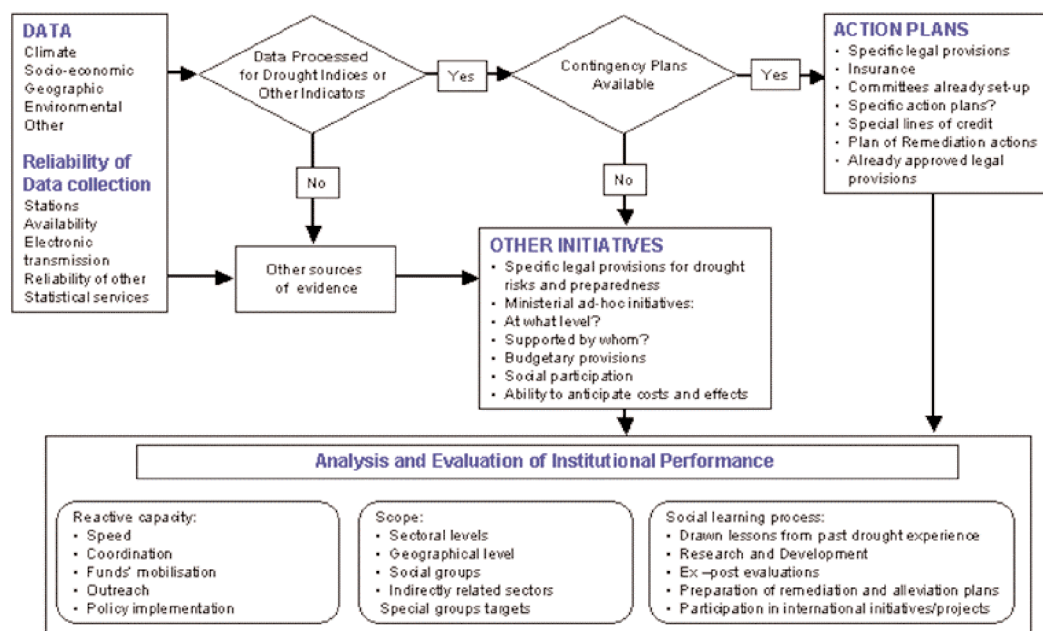 DATA
Climate
Socio-economic
Geographic
Environmental
Other
Reliability of
Data collection
Stations
Availability
Electronic
transmission
Reliability of other
Statistical services
Data Processed
for Drought Indices or
Other Indicators
Yes
No
Other sources
of evidence
Contingency Plans
Available
Yes
No
ACTION PLANS
• Specific legal provisions
• Insurance
• Committees already set-up
• Specific action plans?
• Special lines of credit
• Plan of Remediation actions
• Already approved legal
provisions
OTHER INITIATIVES
• Specific legal provisions for drought
risks and preparedness
• Ministerial ad-hoc initiatives:
• At what level?
• Supported by whom?
• Budgetary provisions
• Social participation
• Ability to anticipate costs and effects
Analysis and Evaluation of Institutional Performance
Reactive capacity:
• Speed
• Coordination
• Funds' mobilisation
• Outreach
• Policy implementation
Scope:
• Sectoral levels
• Geographical level
• Social groups
• Indirectly related sectors
Special groups targets
Social learning process:
• Drawn lessons from past drought experience
• Research and Development
• Ex –post evaluations
• Preparation of remediation and alleviation plans
• Participation in international initiatives/projects